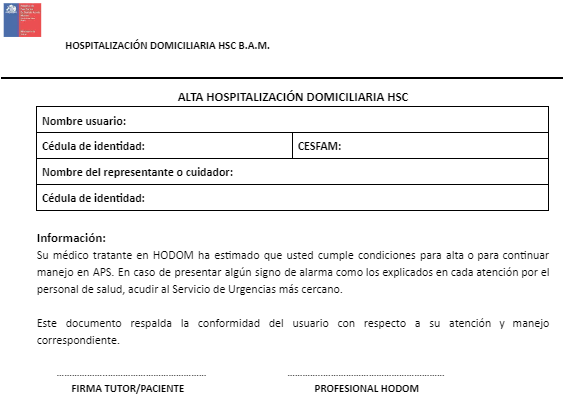 HOSPITALIZACIÓN DOMICILIARIA HSC B.A.M.
ALTA HOSPITALIZACIÓN DOMICILIARIA HSC
Nombre usuario:
Cédula de identidad: CESFAM:
Nombre del representante o cuidador:
Cédula de identidad:
Información:
Su médico tratante en HODOM ha estimado que usted cumple condiciones para alta o para continuar
manejo en APS. En caso de presentar algún signo de alarma como los explicados en cada atención por el
personal de salud, acudir al Servicio de Urgencias más cercano.
Este documento respalda la conformidad del usuario con respecto a su atención y manejo
correspondiente.
FIRMA TUTOR/PACIENTE PROFESIONAL HODOM